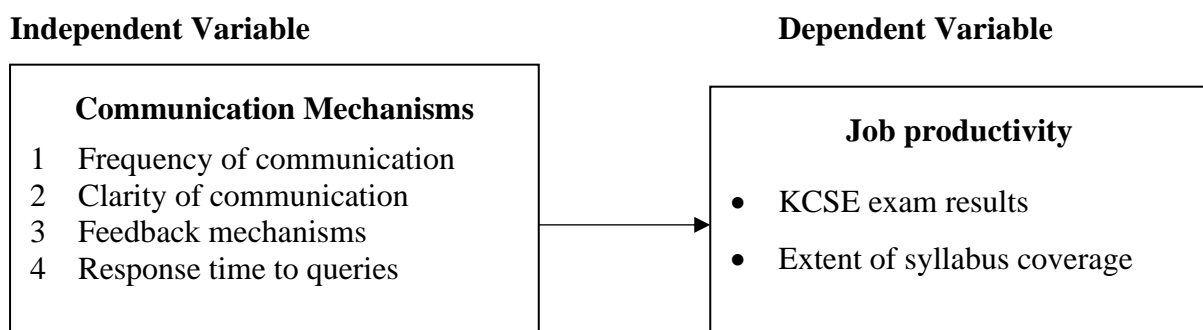 Independent Variable
Dependent Variable
Communication Mechanisms
1 Frequency of communication
2 Clarity of communication
3 Feedback mechanisms
4 Response time to queries
Job productivity
• KCSE exam results
• Extent of syllabus coverage